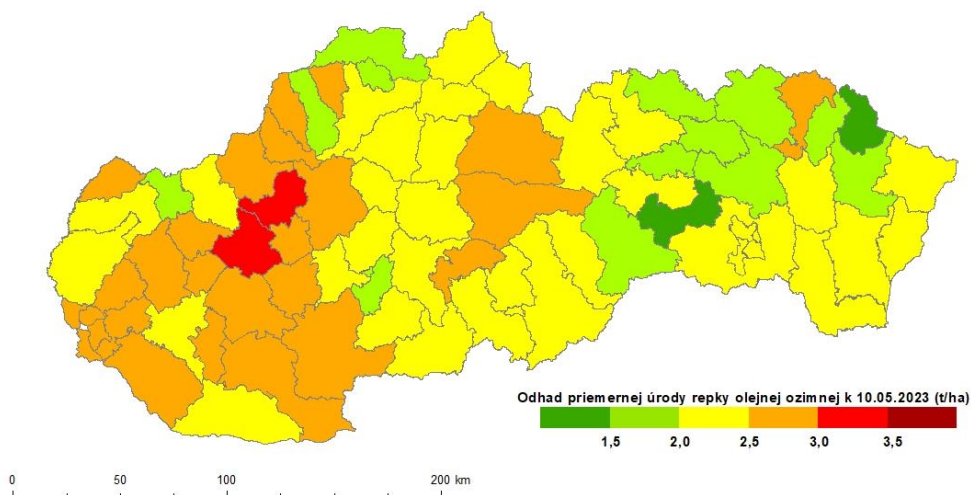 Odhad priemernej úrody repky olejnej ozimnej k 10.05.2023 (t/ha)
1,5 2,0 2,5 3,0 3,5
0 50 100 200 km